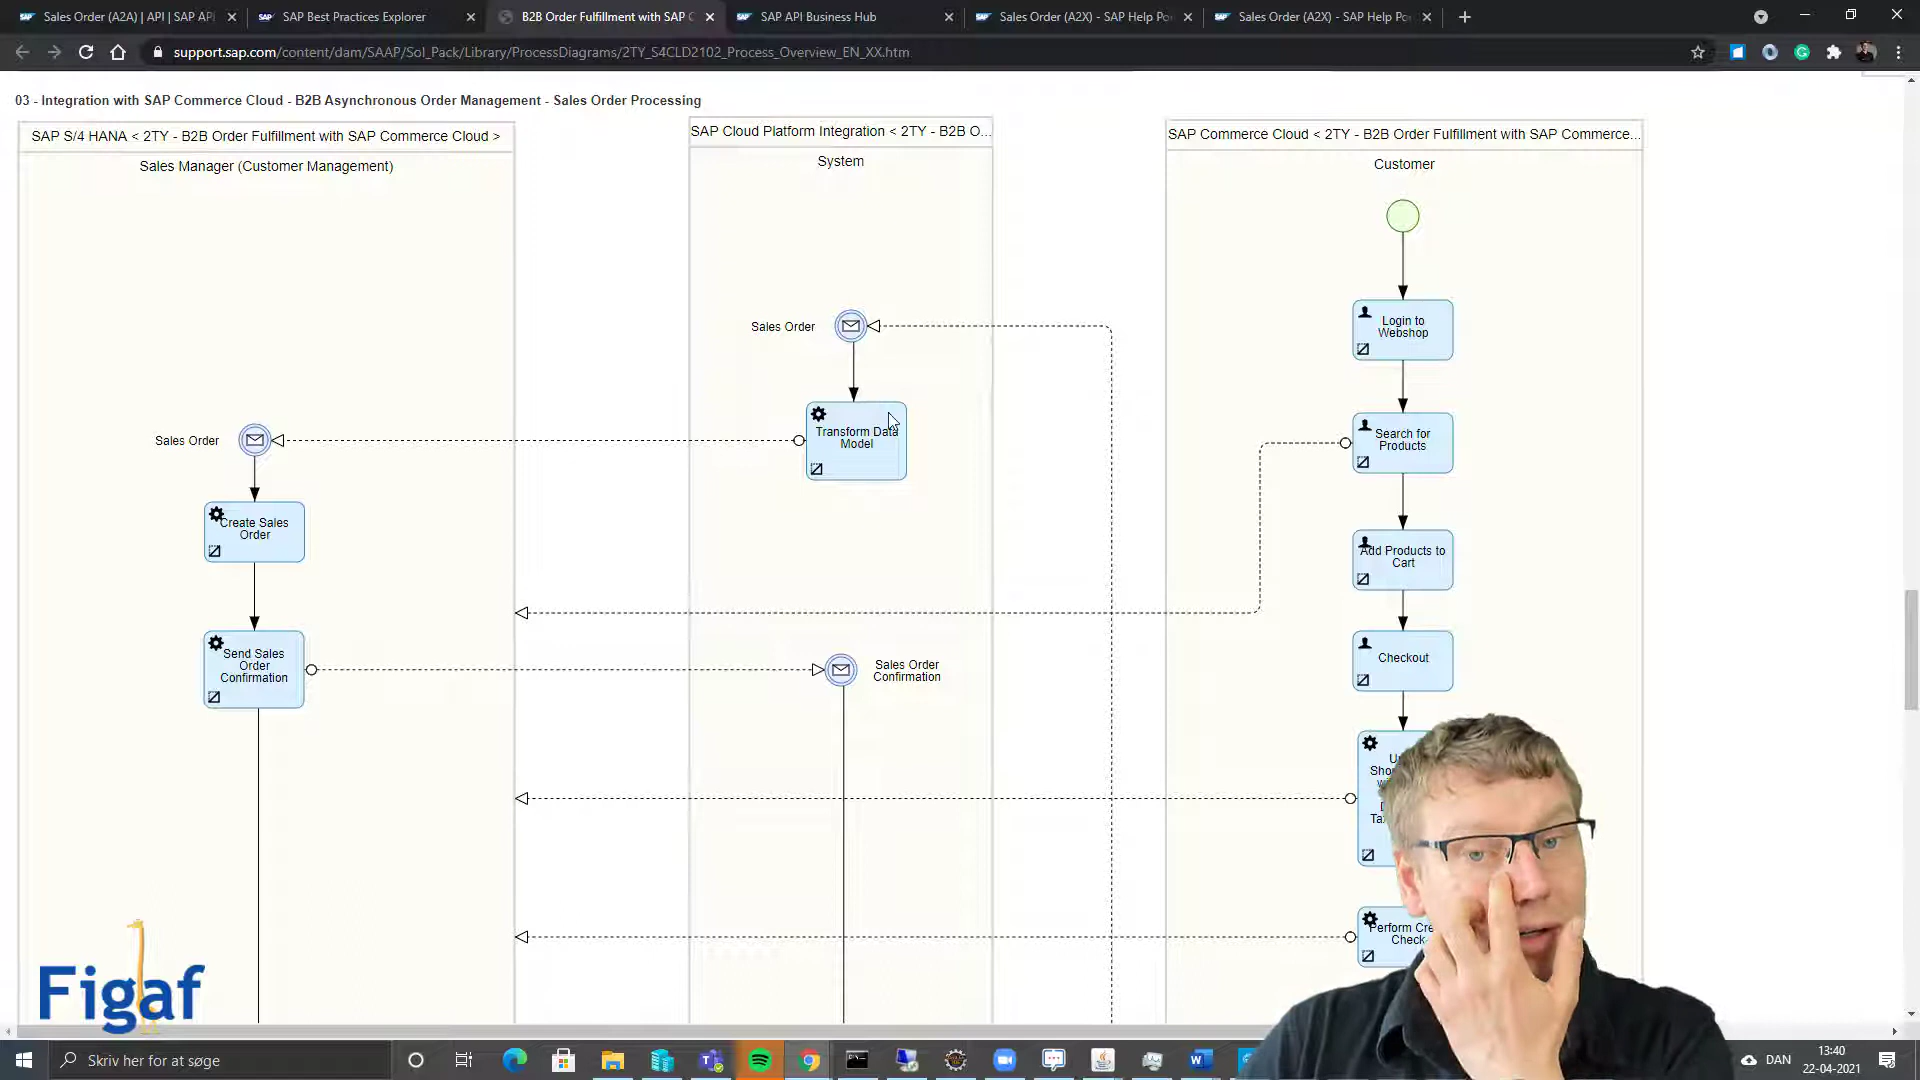 Sales Order (A2A) | API | SAP API
SAP Best Practices Explorer
B2B Order Fulfillment with SAP C
SAP API Business Hub
Sales Order (A2X) - SAP Help Po
Sales Order (A2X) - SAP Help Po
support.sap.com/content/dam/SAAP/Sol_Pack/Library/ProcessDiagrams/2TY_S4CLD2102_Process_Overview_EN_XX.htm
03 - Integration with SAP Commerce Cloud - B2B Asynchronous Order Management - Sales Order Processing
SAP S/4 HANA < 2TY - B2B Order Fulfillment with SAP Commerce Cloud >
Sales Manager (Customer Management)
SAP Cloud Platform Integration < 2TY - B2B O...
System
SAP Commerce Cloud < 2TY - B2B Order Fulfillment with SAP Commerce...
Customer
Login to
Webshop
Sales Order
Transform Data
Model
Sales Order
Search for
Products
Create Sales
Order
Add Products to
Cart
Send Sales
Order
Confirmation
Sales Order
Confirmation
Checkout
Perform Cre
Check
Figaf
Skriv her for at søge
DAN
13:40
22-04-2021